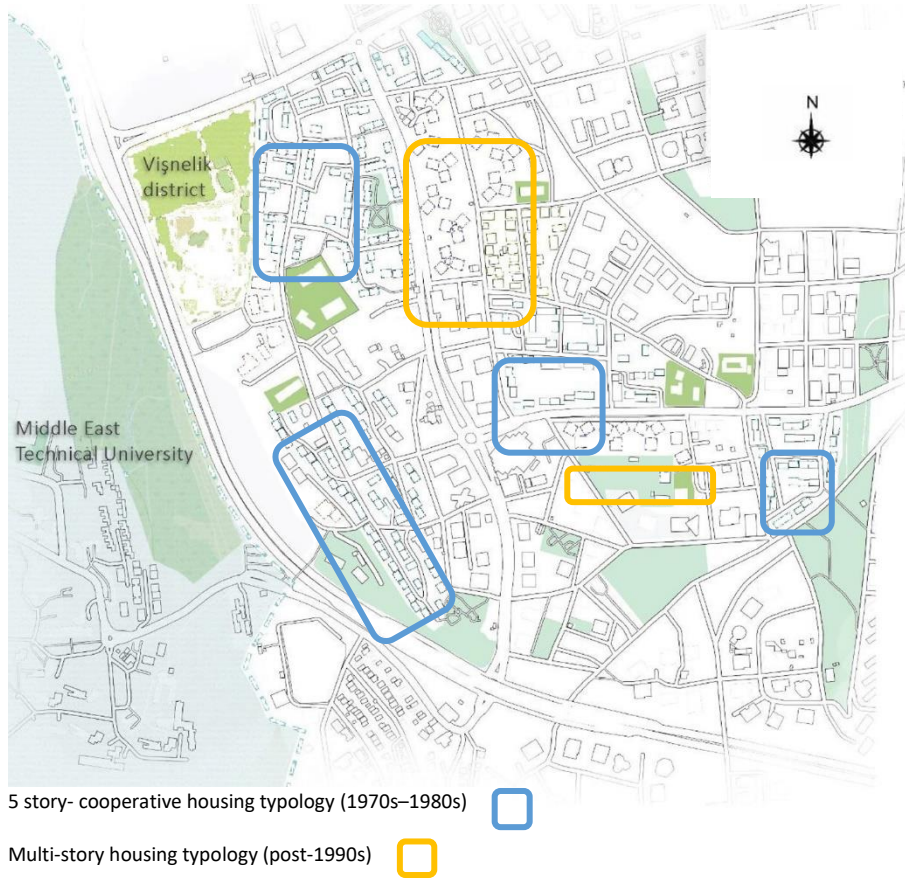 N
Vişnelik
district
Middle East
Technical University
5 story- cooperative housing typology (1970s–1980s)
Multi-story housing typology (post-1990s)